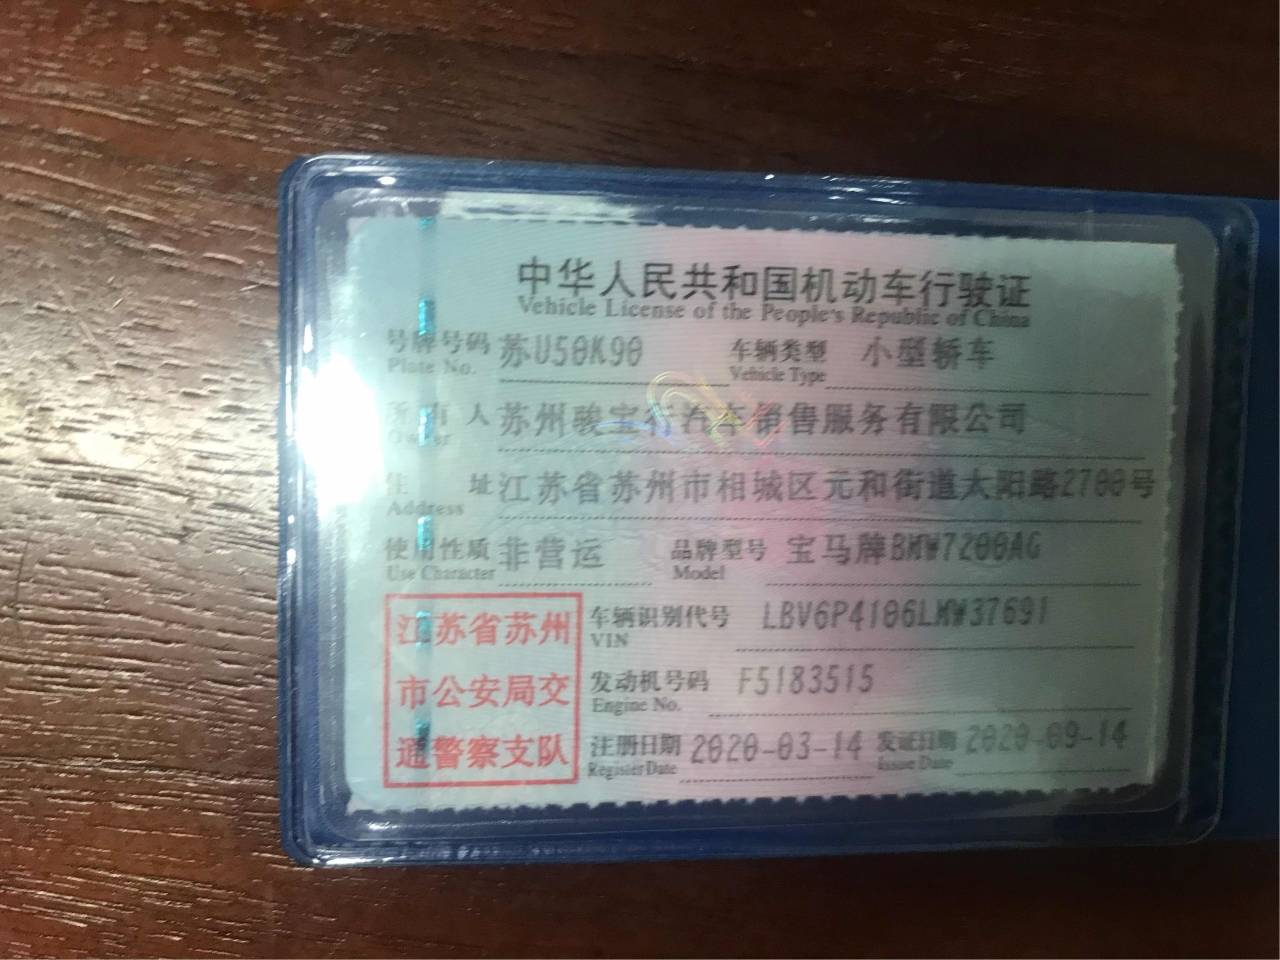 中华人民共和国机动车行驶证
Vehicle License of the People's Republic of China
号牌号码 苏U50K90 车辆类型 小型轿车
Plate No. Vehicle Type
所有人 苏州骏宝行汽车销售服务有限公司
Owner
住址 江苏省苏州市相城区元和街道太阳路2700号
Address
使用性质 非营运 品牌型号 宝马牌BMW7200AG
Use Character Model
车辆识别代号 LBV6P4106LMW37691
VIN
发动机号码 F5183515
Engine No.
注册日期 2020-03-14 发证日期 2020-09-14
Register Date Issue Date
江苏省苏州
市公安局交
通警察支队